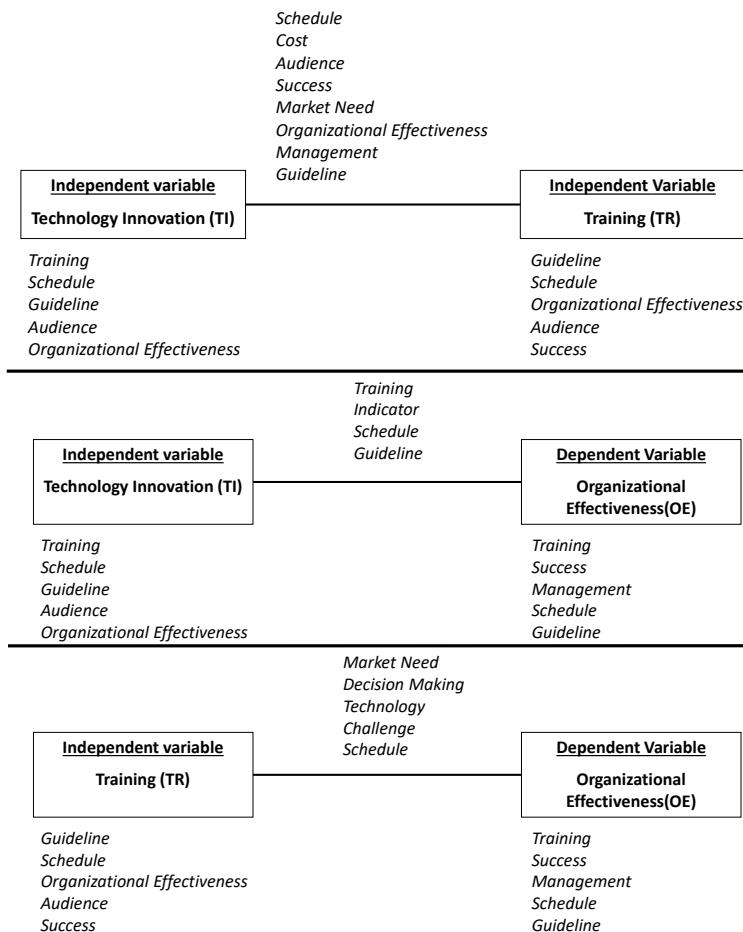 Schedule
Cost
Audience
Success
Market Need
Organizational Effectiveness
Management
Guideline
Independent variable
Technology Innovation (TI)
Independent Variable
Training (TR)
Training
Schedule
Guideline
Audience
Organizational Effectiveness
Guideline
Schedule
Organizational Effectiveness
Audience
Success
Training
Indicator
Schedule
Guideline
Independent variable
Technology Innovation (TI)
Dependent Variable
Organizational
Effectiveness(OE)
Training
Schedule
Guideline
Audience
Organizational Effectiveness
Training
Success
Management
Schedule
Guideline
Market Need
Decision Making
Technology
Challenge
Schedule
Independent variable
Training (TR)
Dependent Variable
Organizational
Effectiveness(OE)
Guideline
Schedule
Organizational Effectiveness
Audience
Success
Training
Success
Management
Schedule
Guideline